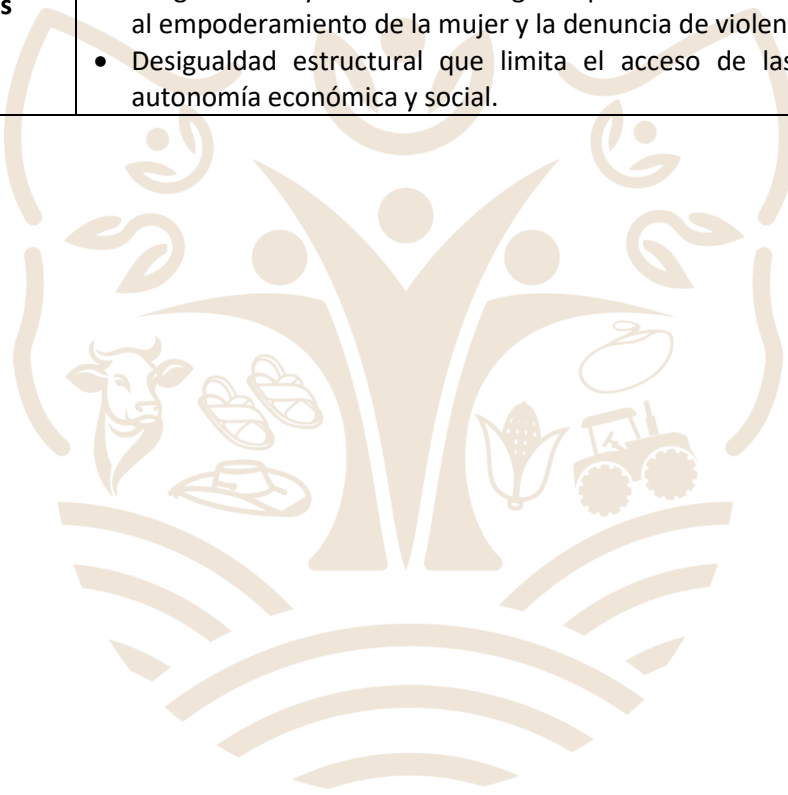 s
al empoderamiento de la mujer y la denuncia de violen
• Desigualdad estructural que limita el acceso de las
autonomía económica y social.